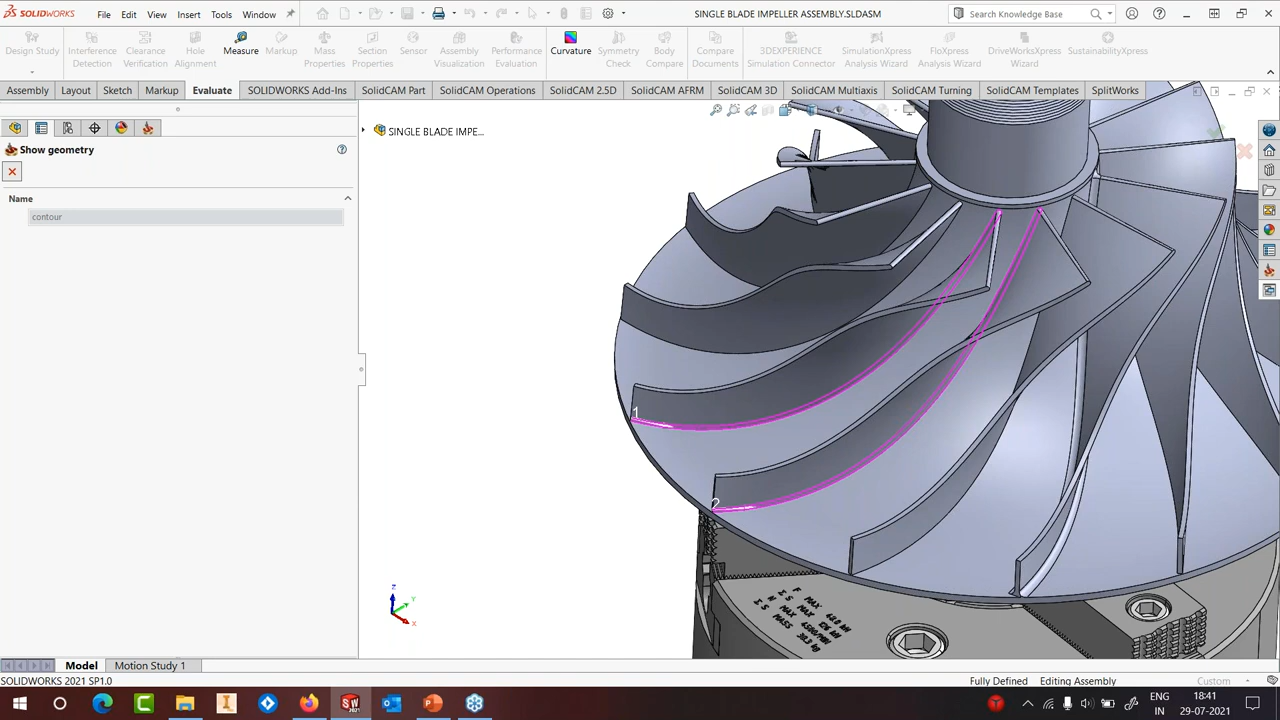 SOLIDWORKS File Edit View Insert Tools Window SINGLE BLADE IMPELLER ASSEMBLY.SLDASM Search Knowledge Base
Design Study Interference Detection Clearance Verification Hole Alignment Measure Markup Mass Properties Section Properties Sensor Assembly Visualization Performance Evaluation Curvature Symmetry Check Body Compare Compare Documents 3DEXPERIENCE Simulation Connector SimulationXpress Analysis Wizard FloXpress Analysis Wizard DriveWorksXpress Wizard SustainabilityXpress
Assembly Layout Sketch Markup Evaluate SOLIDWORKS Add-Ins SolidCAM Part SolidCAM Operations SolidCAM 2.5D SolidCAM AFRM SolidCAM 3D SolidCAM Multiaxis SolidCAM Turning SolidCAM Templates SplitWorks
SINGLE BLADE IMPE...
Show geometry
Name
contour
1
2
Z
Y
X
Model Motion Study 1
SOLIDWORKS 2021 SP1.0 Fully Defined Editing Assembly Custom
ENG
IN
18:41
29-07-2021